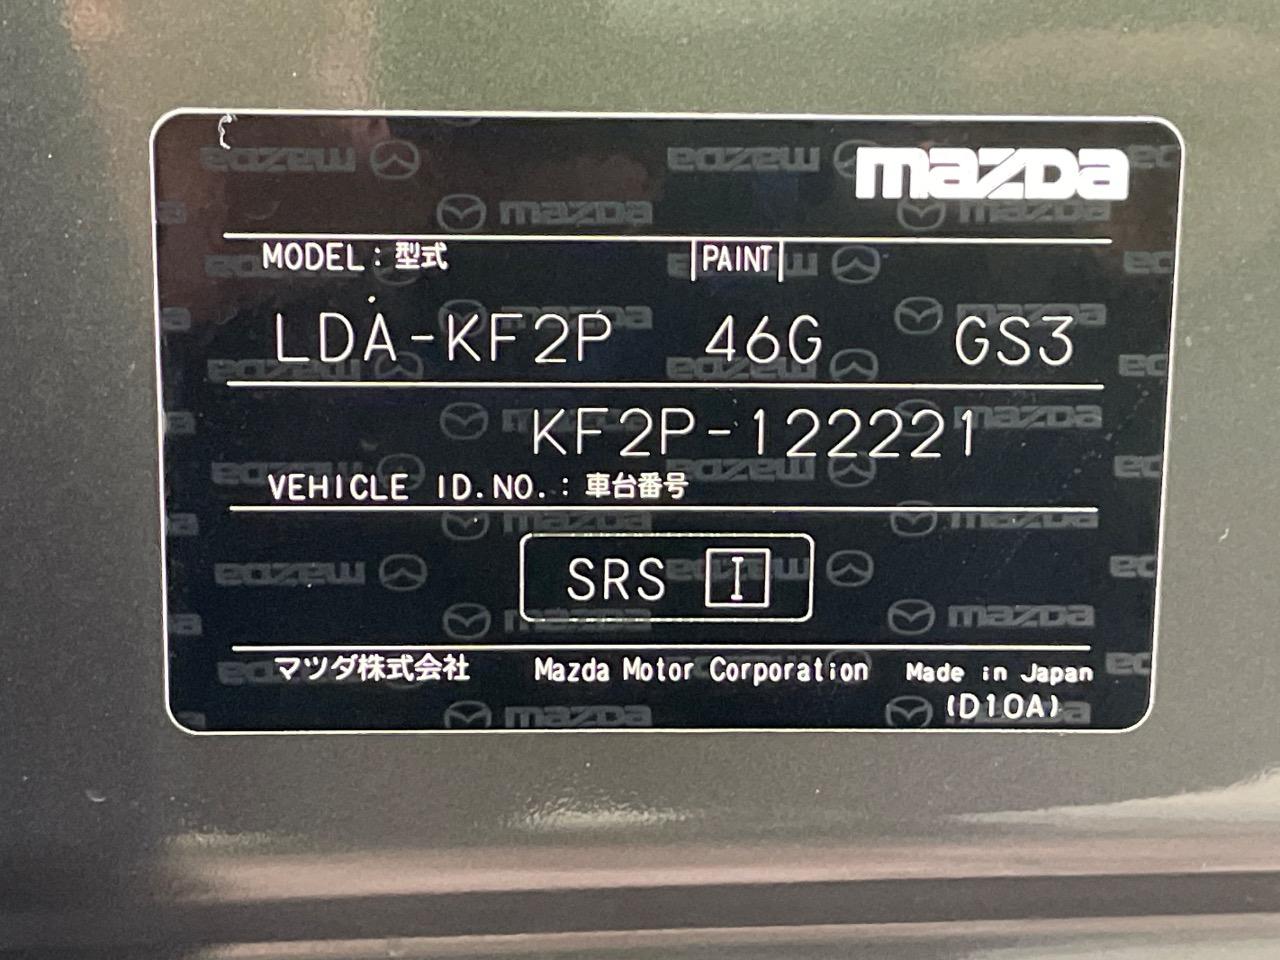 mazda
MODEL : 型式 PAINT
LDA-KF2P 46G GS3
KF2P-122221
VEHICLE ID.NO. : 車台番号
SRS I
マツダ株式会社 Mazda Motor Corporation Made in Japan
(D10A)